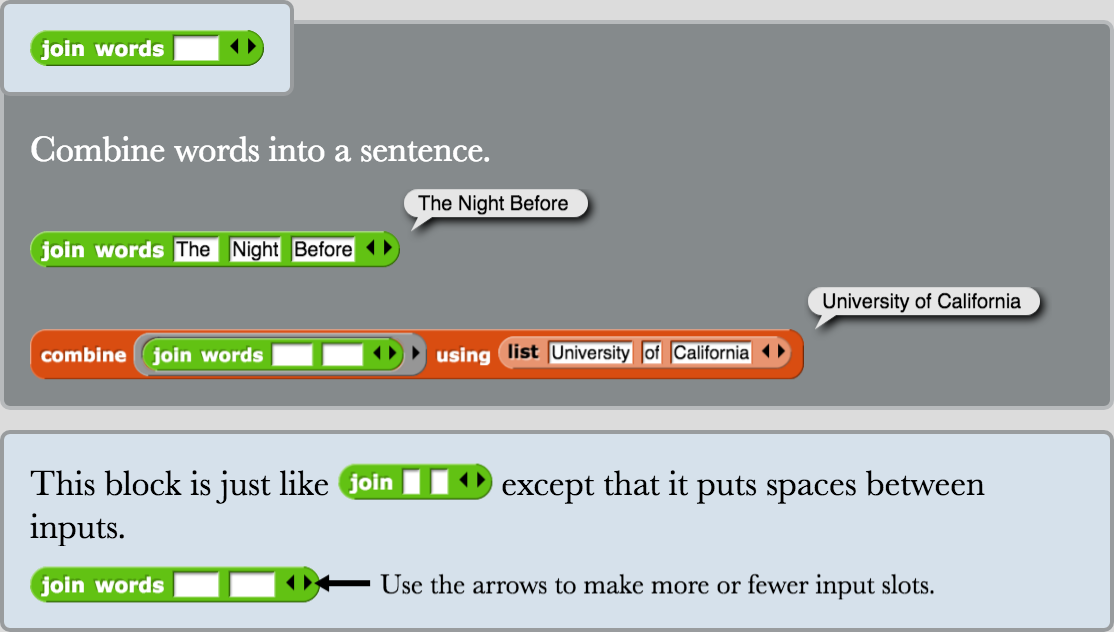 join words
Combine words into a sentence.
The Night Before
join words The Night Before
University of California
combine join words using list University of California
This block is just like join except that it puts spaces between
inputs.
join words Use the arrows to make more or fewer input slots.